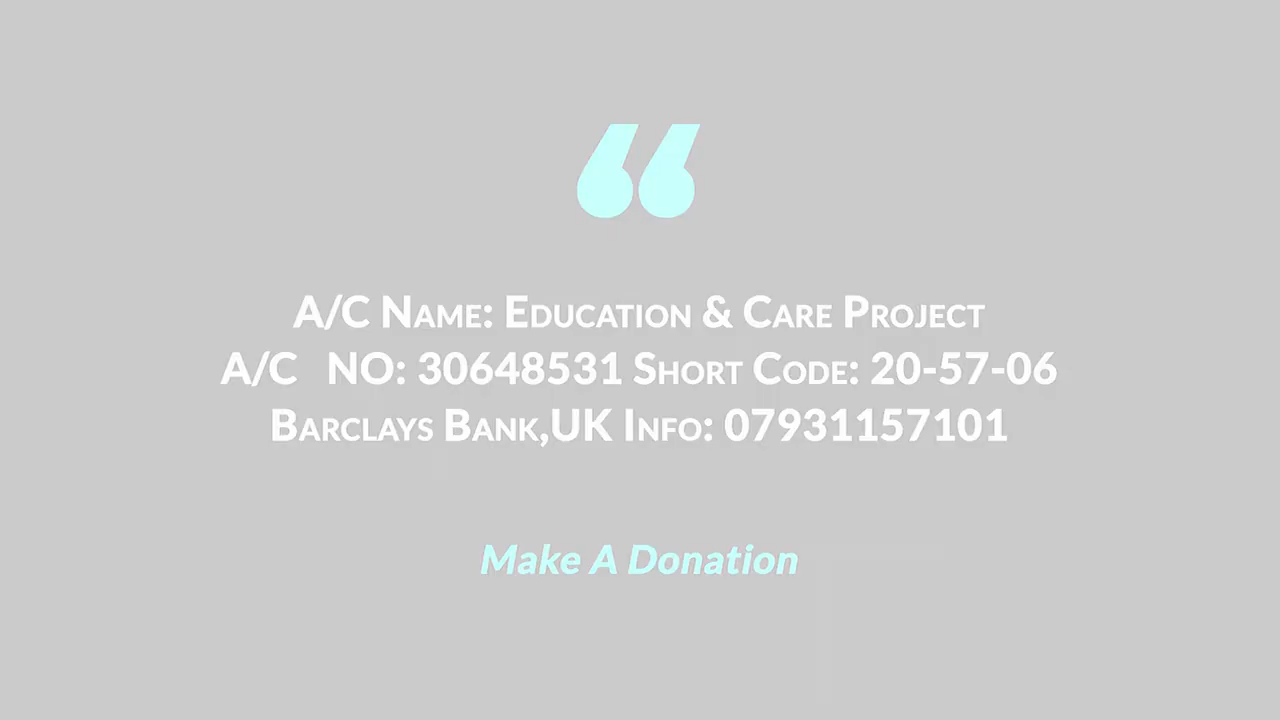 “
A/C Name: Education & Care Project
A/C NO: 30648531 Short Code: 20-57-06
Barclays Bank,UK Info: 07931157101
Make A Donation